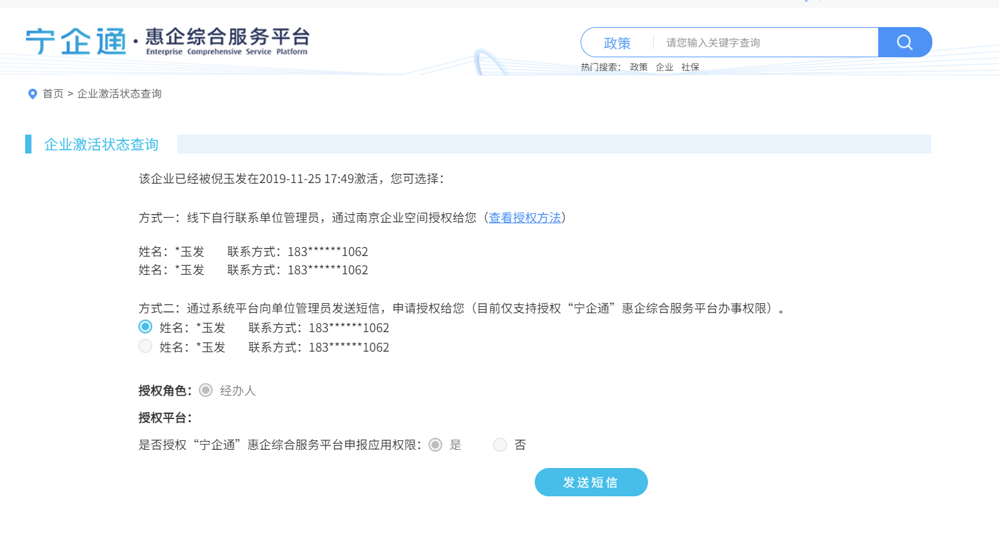 宁企通·惠企综合服务平台
Enterprise Comprehensive Service Platform
政策 请您输入关键字查询
热门搜索： 政策 企业 社保
首页 > 企业激活状态查询
企业激活状态查询
该企业已经被倪玉发在2019-11-25 17:49激活，您可选择：
方式一：线下自行联系单位管理员，通过南京企业空间授权给您（查看授权方法）
姓名：*玉发 联系方式：183******1062
姓名：*玉发 联系方式：183******1062
方式二：通过系统平台向单位管理员发送短信，申请授权给您（目前仅支持授权“宁企通”惠企综合服务平台办事权限）。
姓名：*玉发 联系方式：183******1062
姓名：*玉发 联系方式：183******1062
授权角色： 经办人
授权平台：
是否授权“宁企通”惠企综合服务平台申报应用权限： 是 否
发送短信